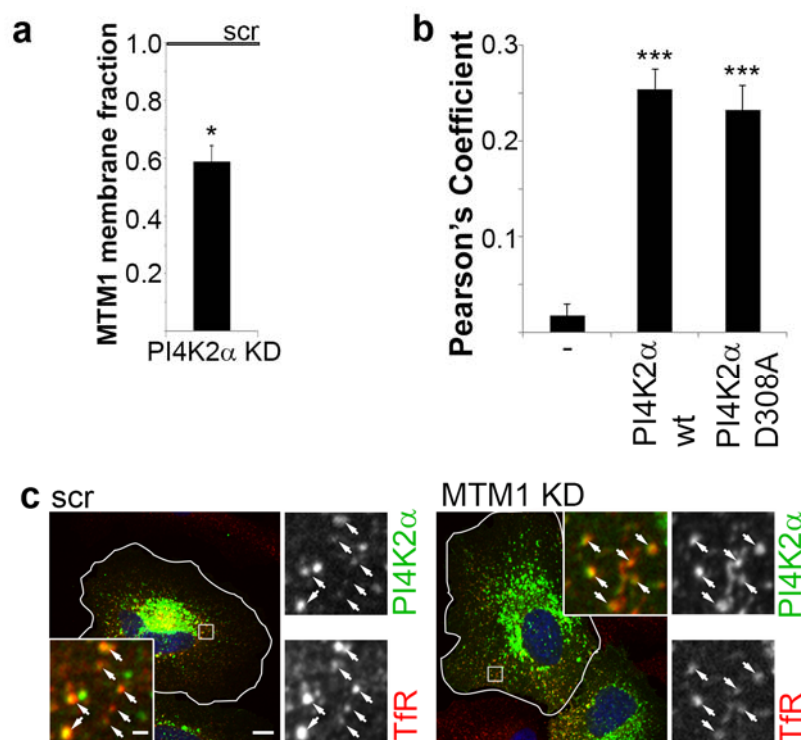 a
scr
1.0
0.8
0.6
0.4
0.2
MTM1 membrane fraction
*
PI4K2α KD
b
0.3
0.2
0.1
Pearson's Coefficient
***
***
-
PI4K2α
wt
PI4K2α
D308A
c
scr
PI4K2α
TfR
MTM1 KD
PI4K2α
TfR